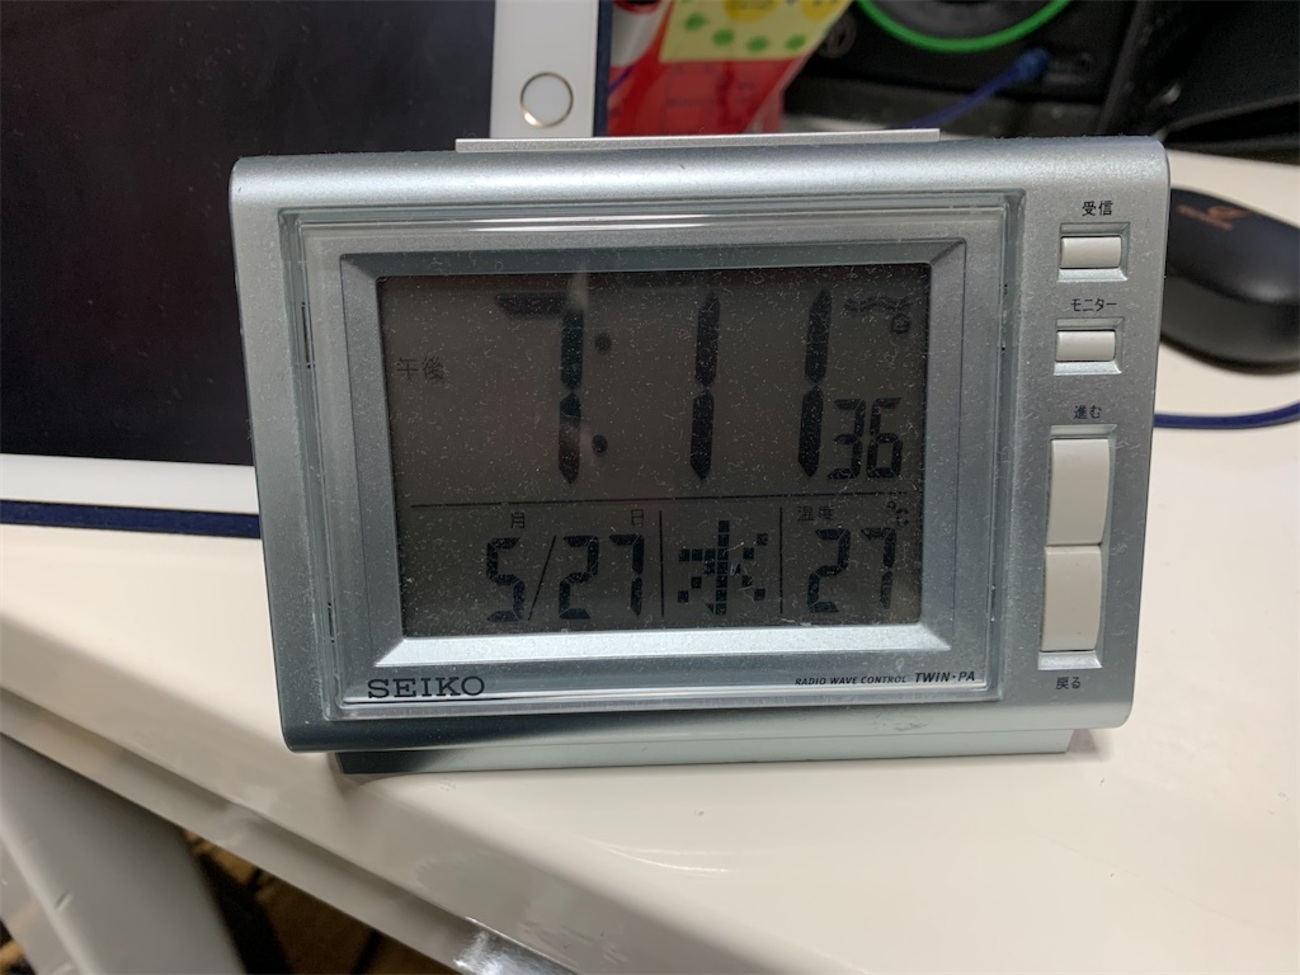 受信
モニター
進む
戻る
午後
7:11 36
月 日 温度 °C
5/27 水 27
SEIKO
RADIO WAVE CONTROL TWIN·PA